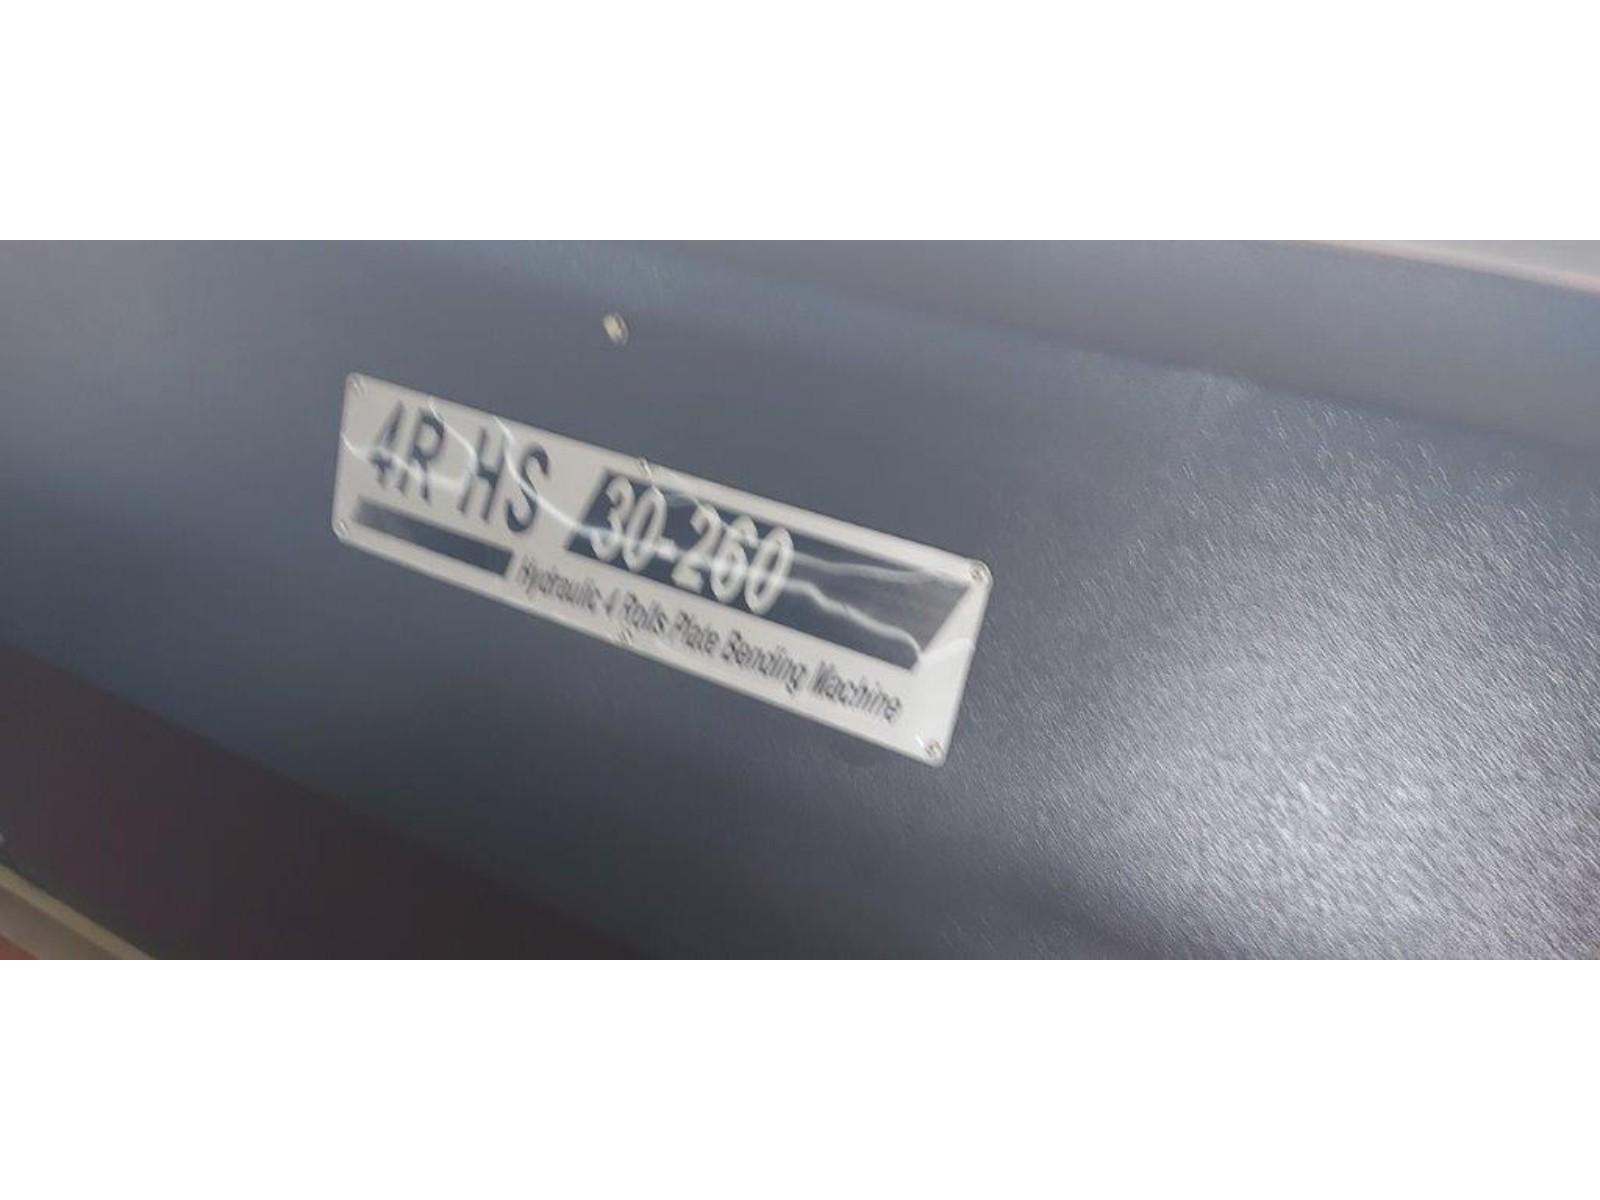 4R HS 30-260
Hydraulic 4 Rolls Plate Bending Machine